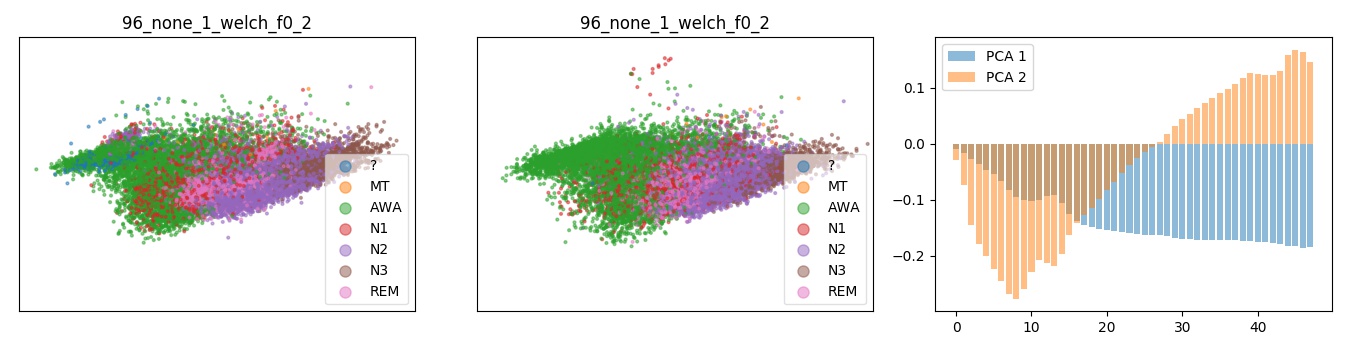 96_none_1_welch_f0_2
?
MT
AWA
N1
N2
N3
REM
96_none_1_welch_f0_2
?
MT
AWA
N1
N2
N3
REM
PCA 1
PCA 2
0.1
0.0
−0.1
−0.2
0
10
20
30
40